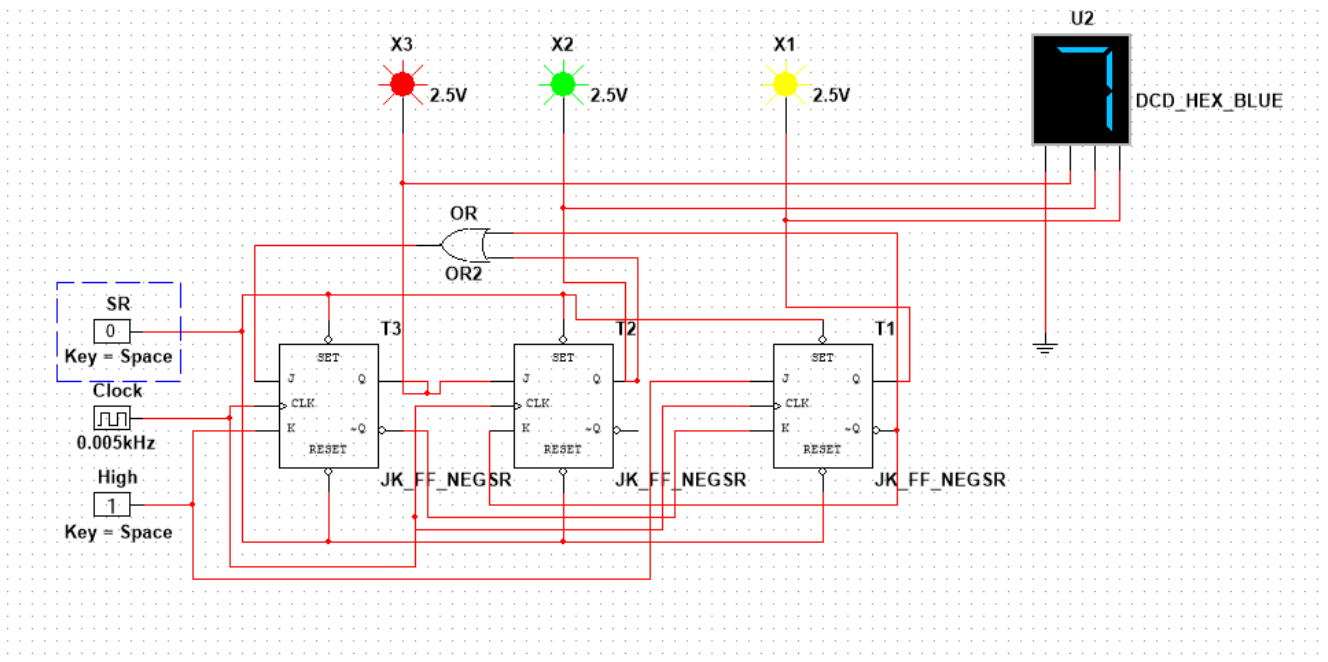 U2
X3
X2
X1
2.5V
2.5V
2.5V
7
DCD_HEX_BLUE
OR
OR2
SR
0
Key = Space
Clock
0.005kHz
High
1
Key = Space
T3
SET
J
Q
CLK
K
~Q
RESET
JK_FF_NEGSR
T2
SET
J
Q
CLK
K
~Q
RESET
JK_FF_NEGSR
T1
SET
J
Q
CLK
K
~Q
RESET
JK_FF_NEGSR